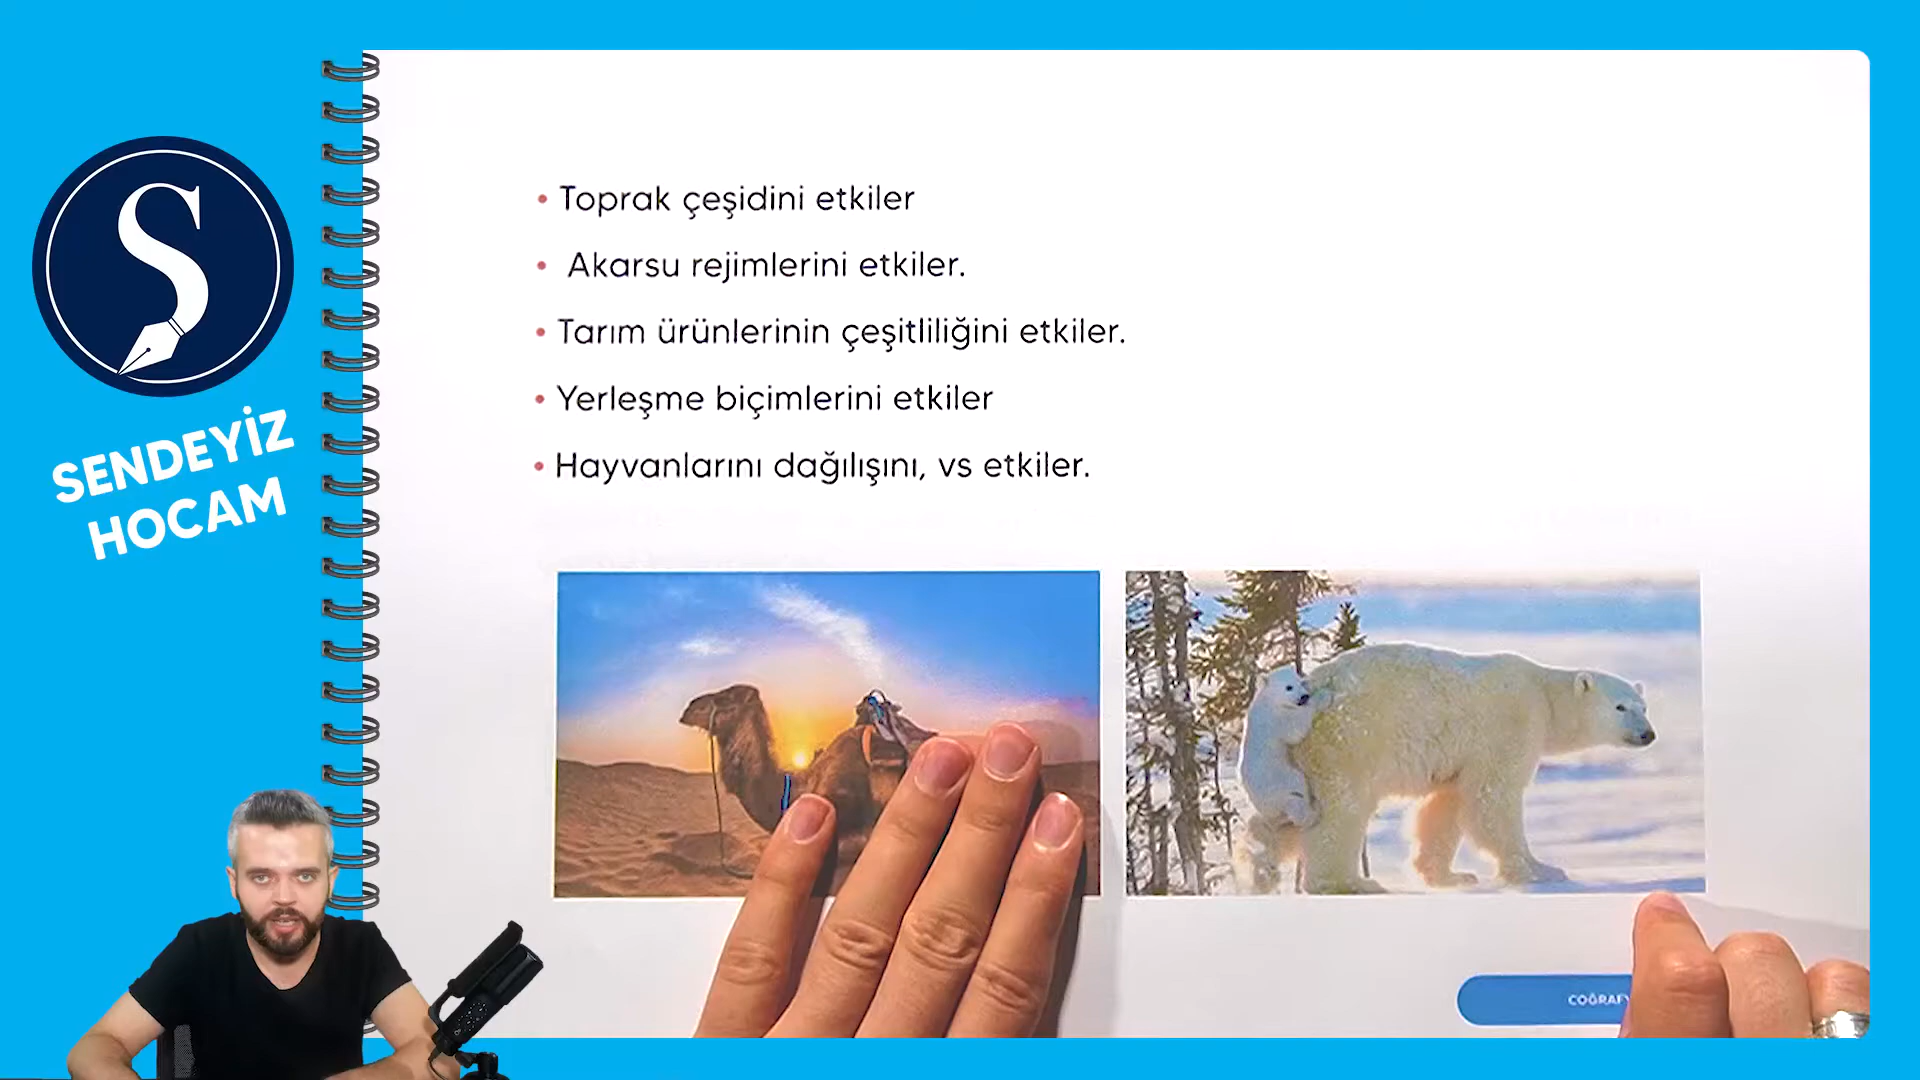 SENDEYİZ
HOCAM
• Toprak çeşidini etkiler
• Akarsu rejimlerini etkiler.
• Tarım ürünlerinin çeşitliliğini etkiler.
• Yerleşme biçimlerini etkiler
• Hayvanlarını dağılışını, vs etkiler.